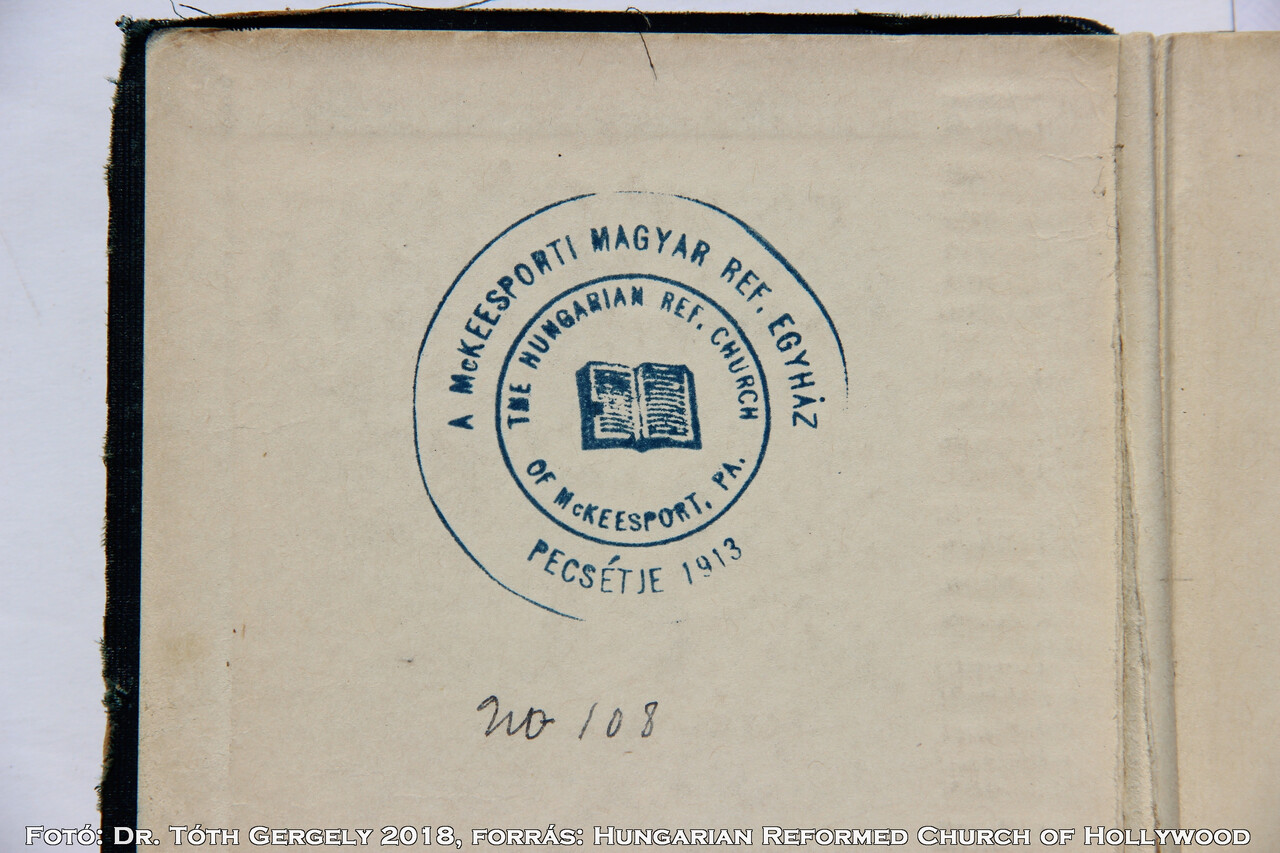 A McKEESPORTI MAGYAR REF. EGYHÁZ
THE HUNGARIAN REF. CHURCH
OF McKEESPORT, PA.
PECSÉTJE 1913
No 108
Fotó: Dr. Tóth Gergely 2018, forrás: Hungarian Reformed Church of Hollywood